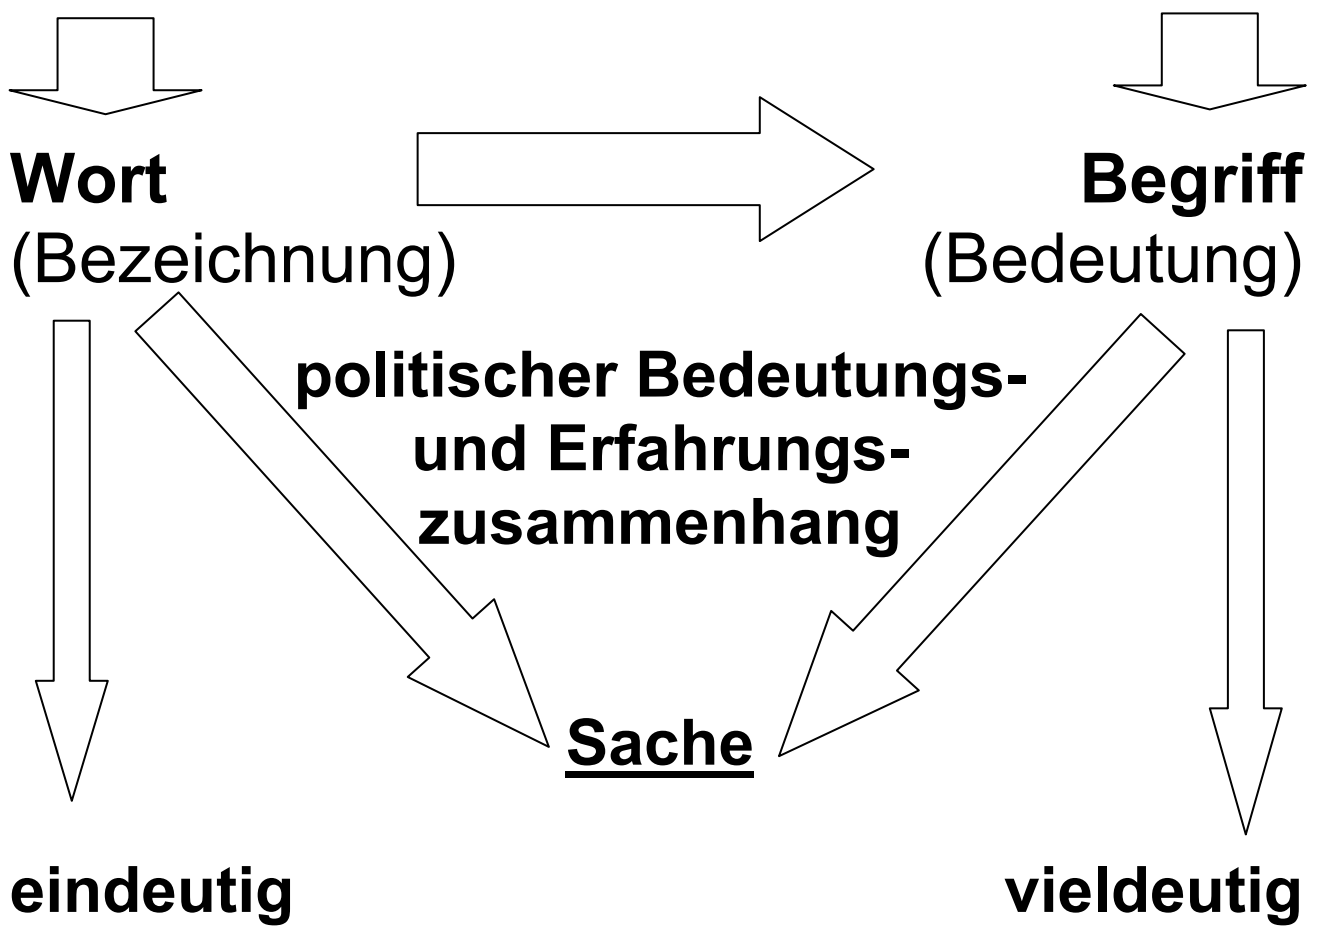 Wort
Begriff
(Bezeichnung)
(Bedeutung)
politischer Bedeutungs-
und Erfahrungs-
zusammenhang
Sache
eindeutig
vieldeutig